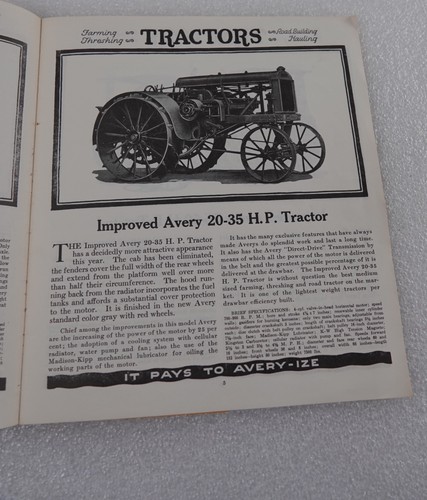 Farming
Threshing
TRACTORS
Road Building
Hauling
Improved Avery 20-35 H.P. Tractor
THE Improved Avery 20-35 H. P. Tractor
has a decidedly more attractive appearance
this year. The cab has been eliminated,
the fenders cover the full width of the rear wheels
and extend from the platform well over more
than half their circumference. The hood run-
ning back from the radiator incorporates the fuel
tanks and affords a substantial cover protection
to the motor. It is finished in the new Avery
standard color gray with red wheels.
Chief among the improvements in this model Avery
are the increasing of the power of the motor by 25 per
cent; the adoption of a cooling system with cellular
radiator, water pump and fan; also the use of the
Madison-Kipp mechanical lubricator for oiling the
working parts of the motor.
It has the many exclusive features that have always
made Averys do splendid work and last a long time.
It also has the Avery "Direct-Drive" Transmission by
means of which all the power of the motor is delivered
in the belt and the greatest possible percentage of it is
delivered at the drawbar. The Improved Avery 20-35
H. P. Tractor is without question the best medium
sized farming, threshing and road tractor on the mar-
ket. It is one of the lightest weight tractors per
drawbar efficiency built.
BRIEF SPECIFICATIONS:
IT PAYS TO AVERY-IZE
3